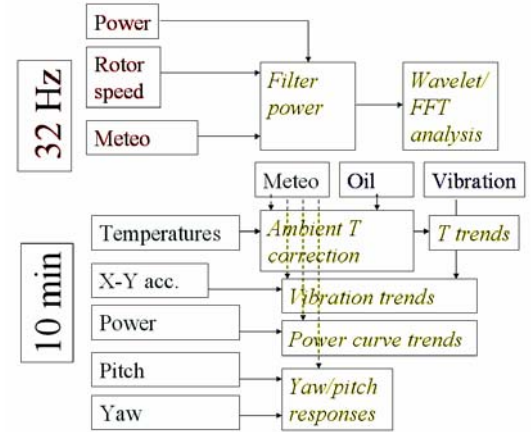 32 Hz
Power
Rotor
speed
Meteo
Filter
power
Wavelet/
FFT
analysis
10 min
Meteo
Oil
Vibration
Temperatures
Ambient T
correction
T trends
X-Y acc.
Vibration trends
Power
Power curve trends
Pitch
Yaw
Yaw/pitch
responses